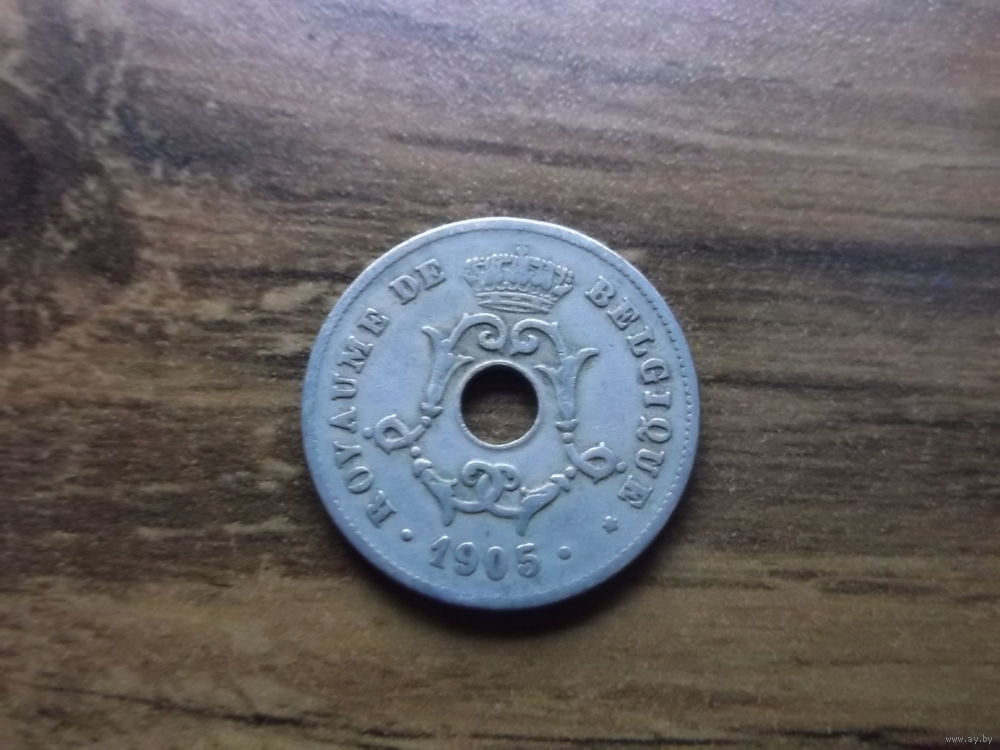 ROYAUME DE BELGIQUE
· 1905 · *
www.ay.by